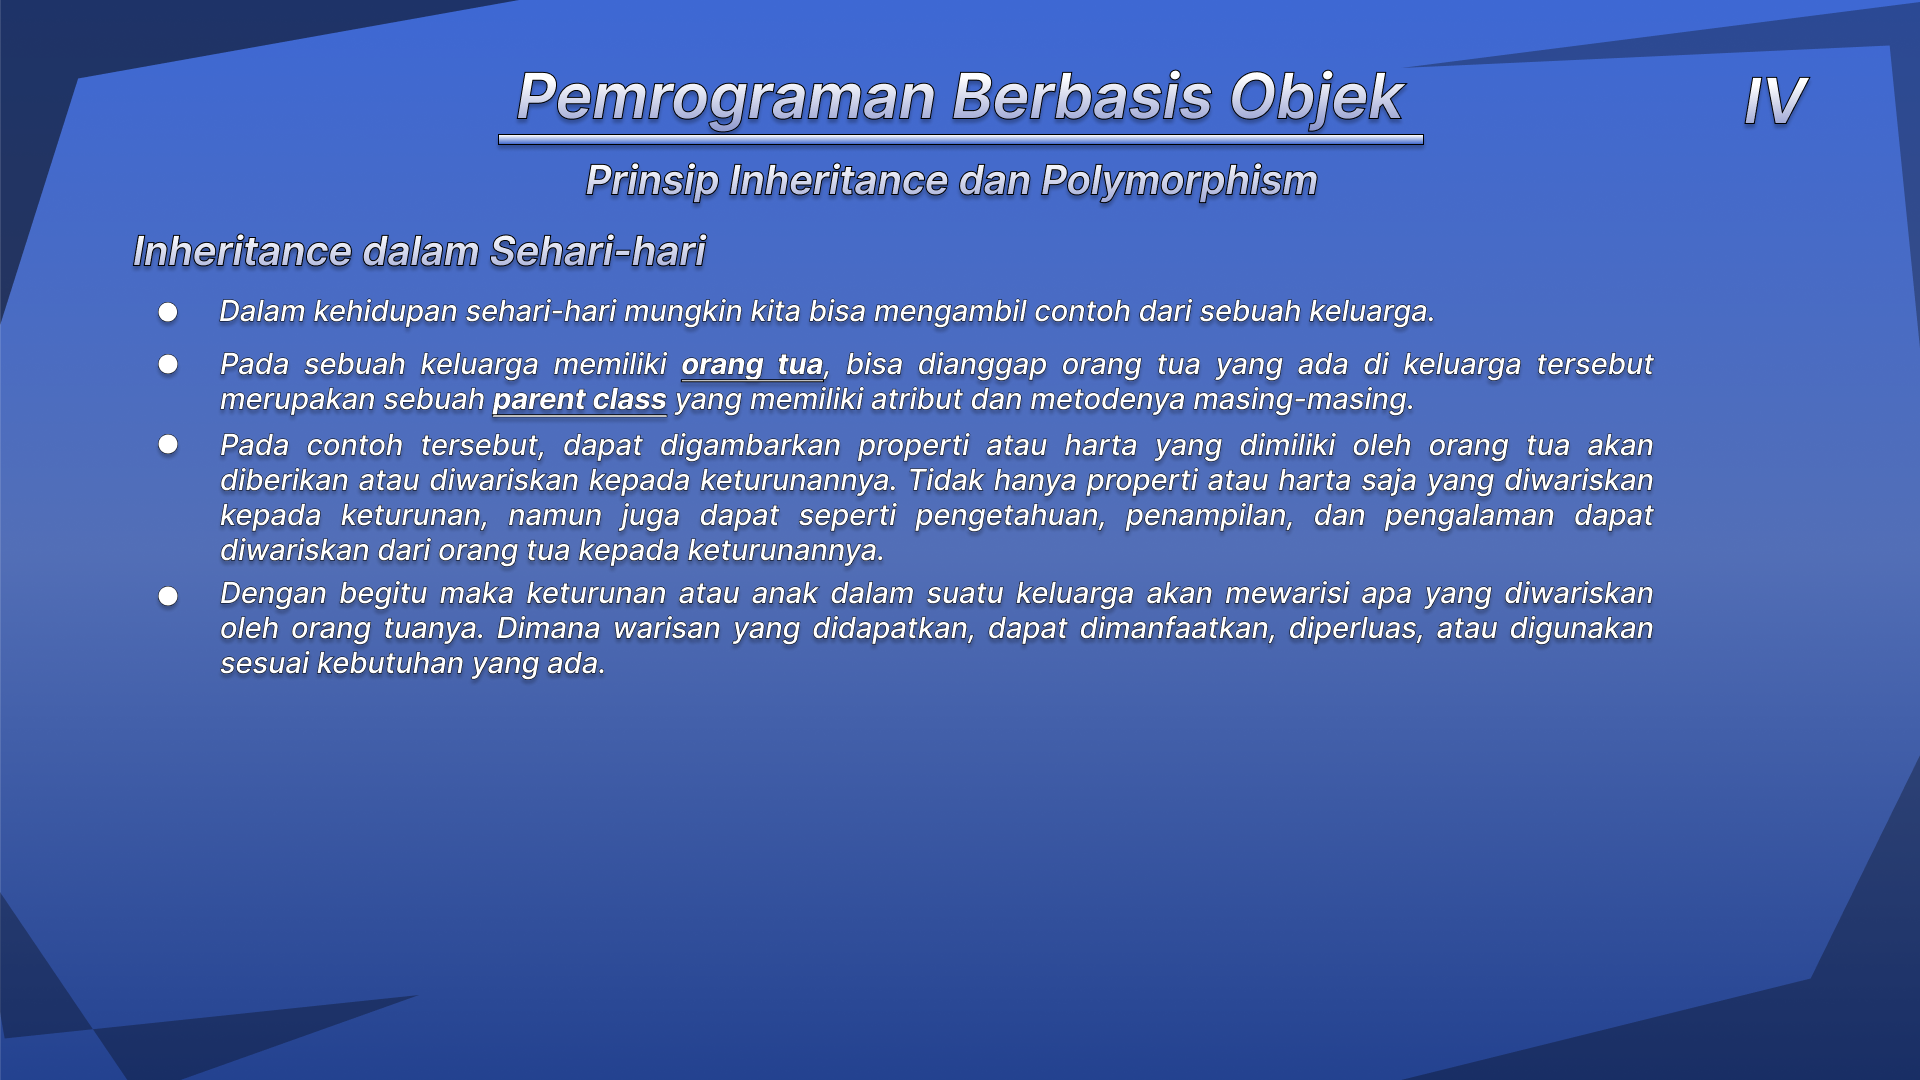 Pemrograman Berbasis Objek
IV
Prinsip Inheritance dan Polymorphism
Inheritance dalam Sehari-hari
Dalam kehidupan sehari-hari mungkin kita bisa mengambil contoh dari sebuah keluarga.
Pada sebuah keluarga memiliki orang tua, bisa dianggap orang tua yang ada di keluarga tersebut
merupakan sebuah parent class yang memiliki atribut dan metodenya masing-masing.
Pada contoh tersebut, dapat digambarkan properti atau harta yang dimiliki oleh orang tua akan
diberikan atau diwariskan kepada keturunannya. Tidak hanya properti atau harta saja yang diwariskan
kepada keturunan, namun juga dapat seperti pengetahuan, penampilan, dan pengalaman dapat
diwariskan dari orang tua kepada keturunannya.
Dengan begitu maka keturunan atau anak dalam suatu keluarga akan mewarisi apa yang diwariskan
oleh orang tuanya. Dimana warisan yang didapatkan, dapat dimanfaatkan, diperluas, atau digunakan
sesuai kebutuhan yang ada.